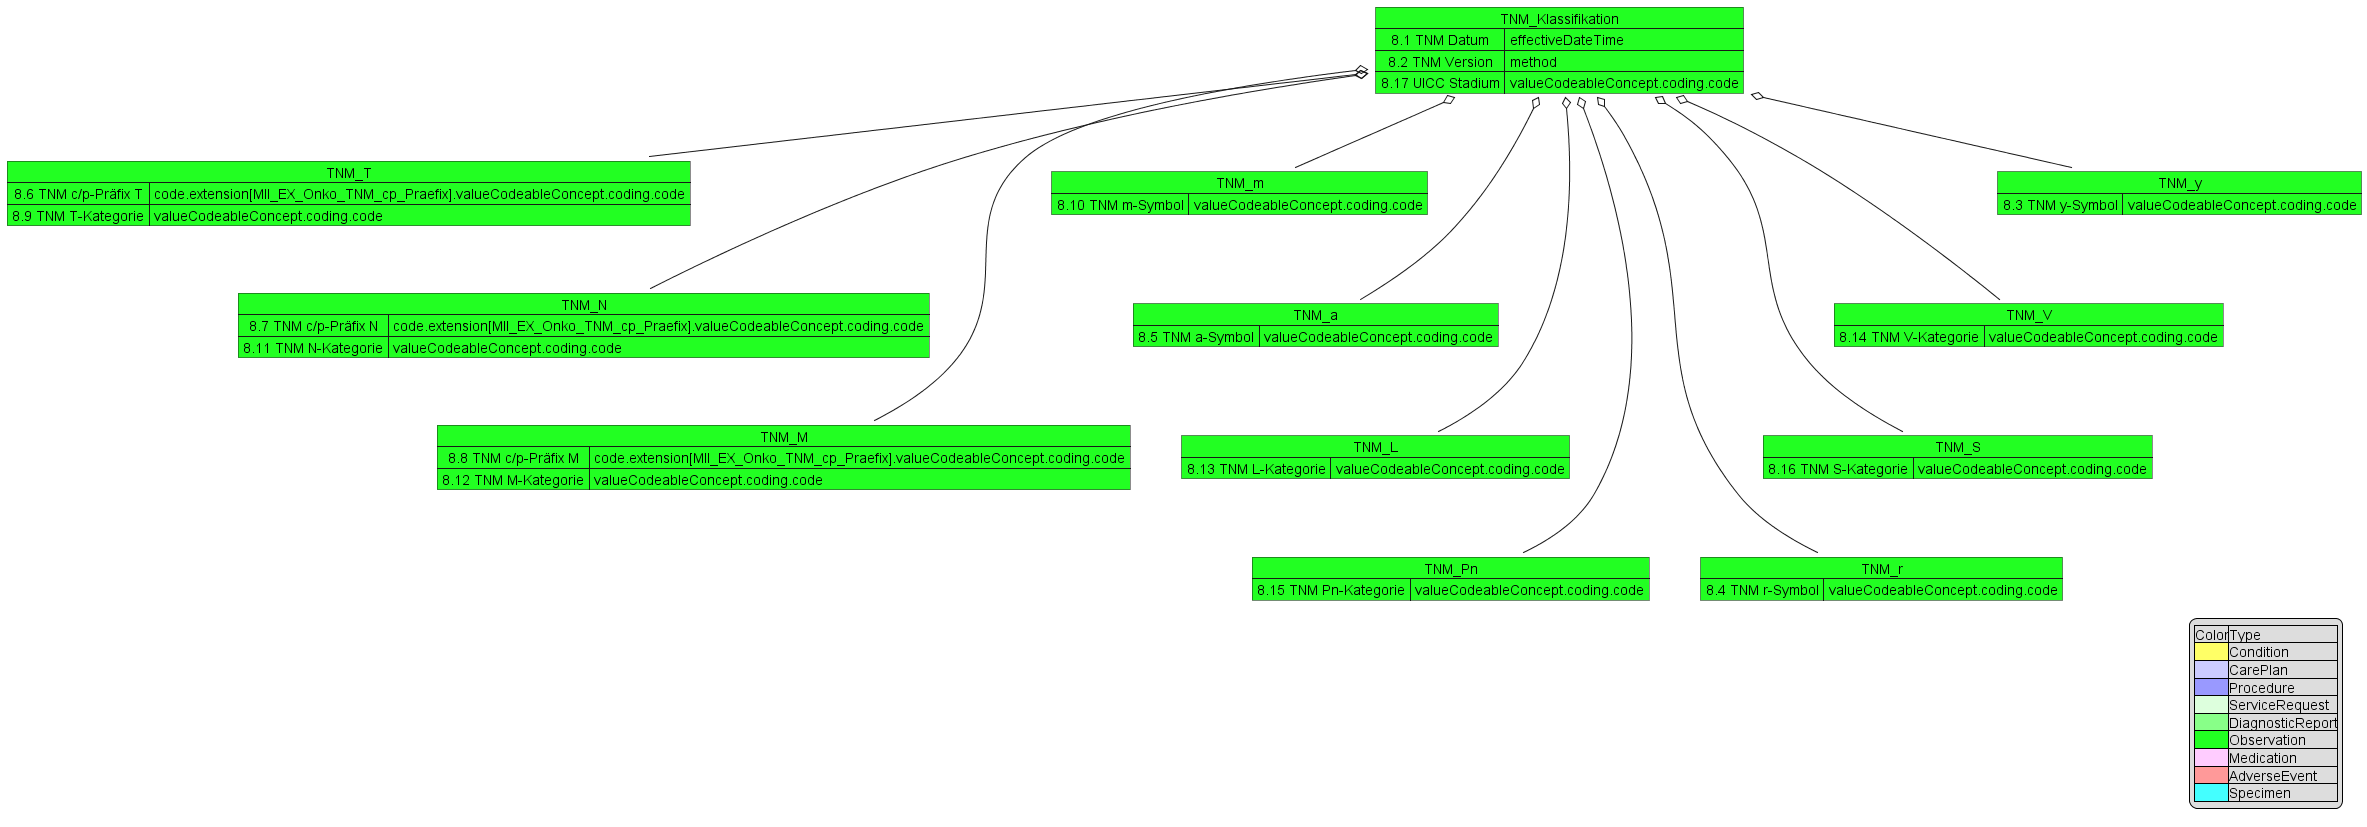 TNM_Klassifikation
8.1 TNM Datum effectiveDateTime
8.2 TNM Version method
8.17 UICC Stadium valueCodeableConcept.coding.code
TNM_T
8.6 TNM c/p-Präfix T code.extension[MII_EX_Onko_TNM_cp_Praefix].valueCodeableConcept.coding.code
8.9 TNM T-Kategorie valueCodeableConcept.coding.code
TNM_m
8.10 TNM m-Symbol valueCodeableConcept.coding.code
TNM_y
8.3 TNM y-Symbol valueCodeableConcept.coding.code
TNM_N
8.7 TNM c/p-Präfix N code.extension[MII_EX_Onko_TNM_cp_Praefix].valueCodeableConcept.coding.code
8.11 TNM N-Kategorie valueCodeableConcept.coding.code
TNM_a
8.5 TNM a-Symbol valueCodeableConcept.coding.code
TNM_V
8.14 TNM V-Kategorie valueCodeableConcept.coding.code
TNM_M
8.8 TNM c/p-Präfix M code.extension[MII_EX_Onko_TNM_cp_Praefix].valueCodeableConcept.coding.code
8.12 TNM M-Kategorie valueCodeableConcept.coding.code
TNM_L
8.13 TNM L-Kategorie valueCodeableConcept.coding.code
TNM_S
8.16 TNM S-Kategorie valueCodeableConcept.coding.code
TNM_Pn
8.15 TNM Pn-Kategorie valueCodeableConcept.coding.code
TNM_r
8.4 TNM r-Symbol valueCodeableConcept.coding.code
Color Type
Condition
CarePlan
Procedure
ServiceRequest
DiagnosticReport
Observation
Medication
AdverseEvent
Specimen